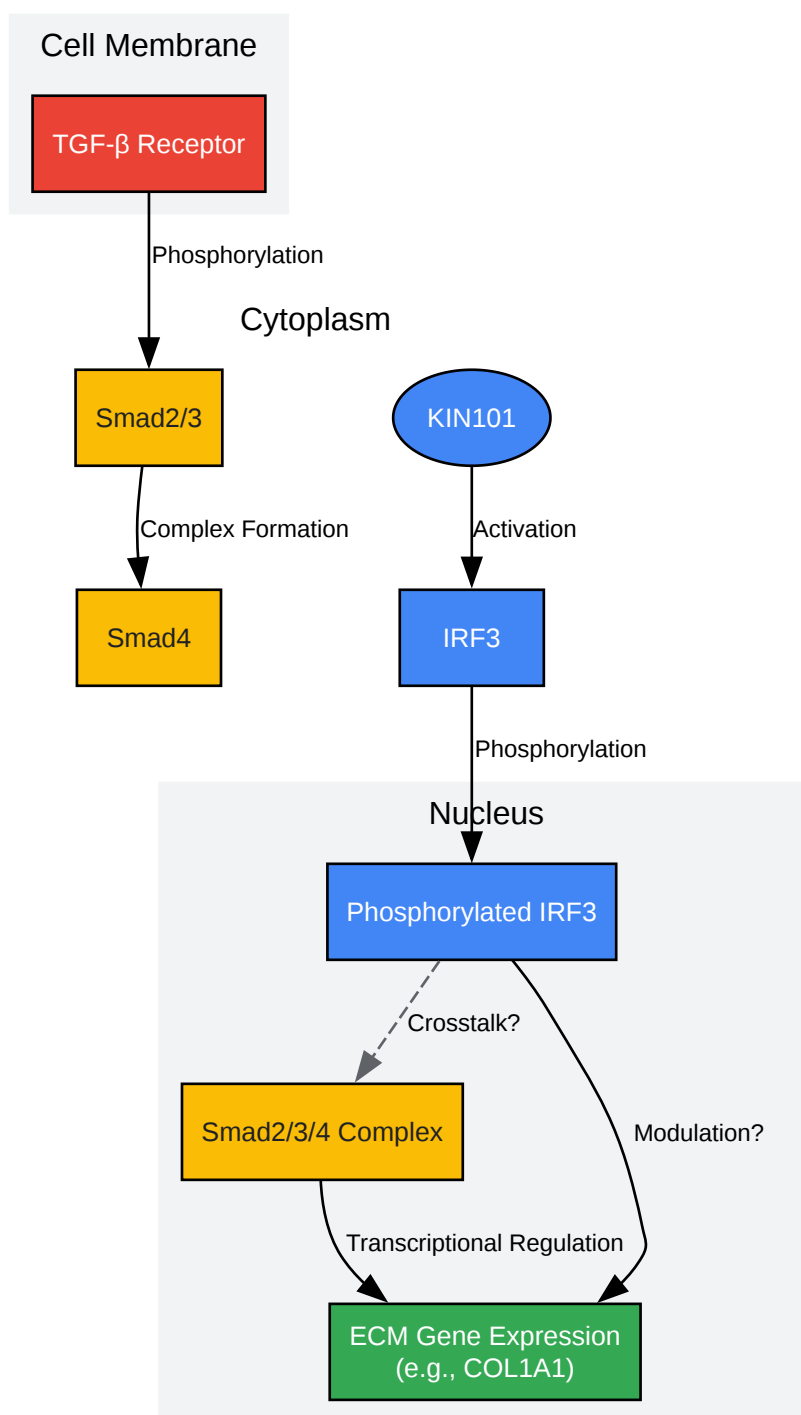 Cell Membrane
TGF-β Receptor
Phosphorylation
Cytoplasm
Smad2/3
KIN101
Complex Formation
Activation
Smad4
IRF3
Phosphorylation
Nucleus
Phosphorylated IRF3
Crosstalk?
Smad2/3/4 Complex
Modulation?
Transcriptional Regulation
ECM Gene Expression
(e.g., COL1A1)